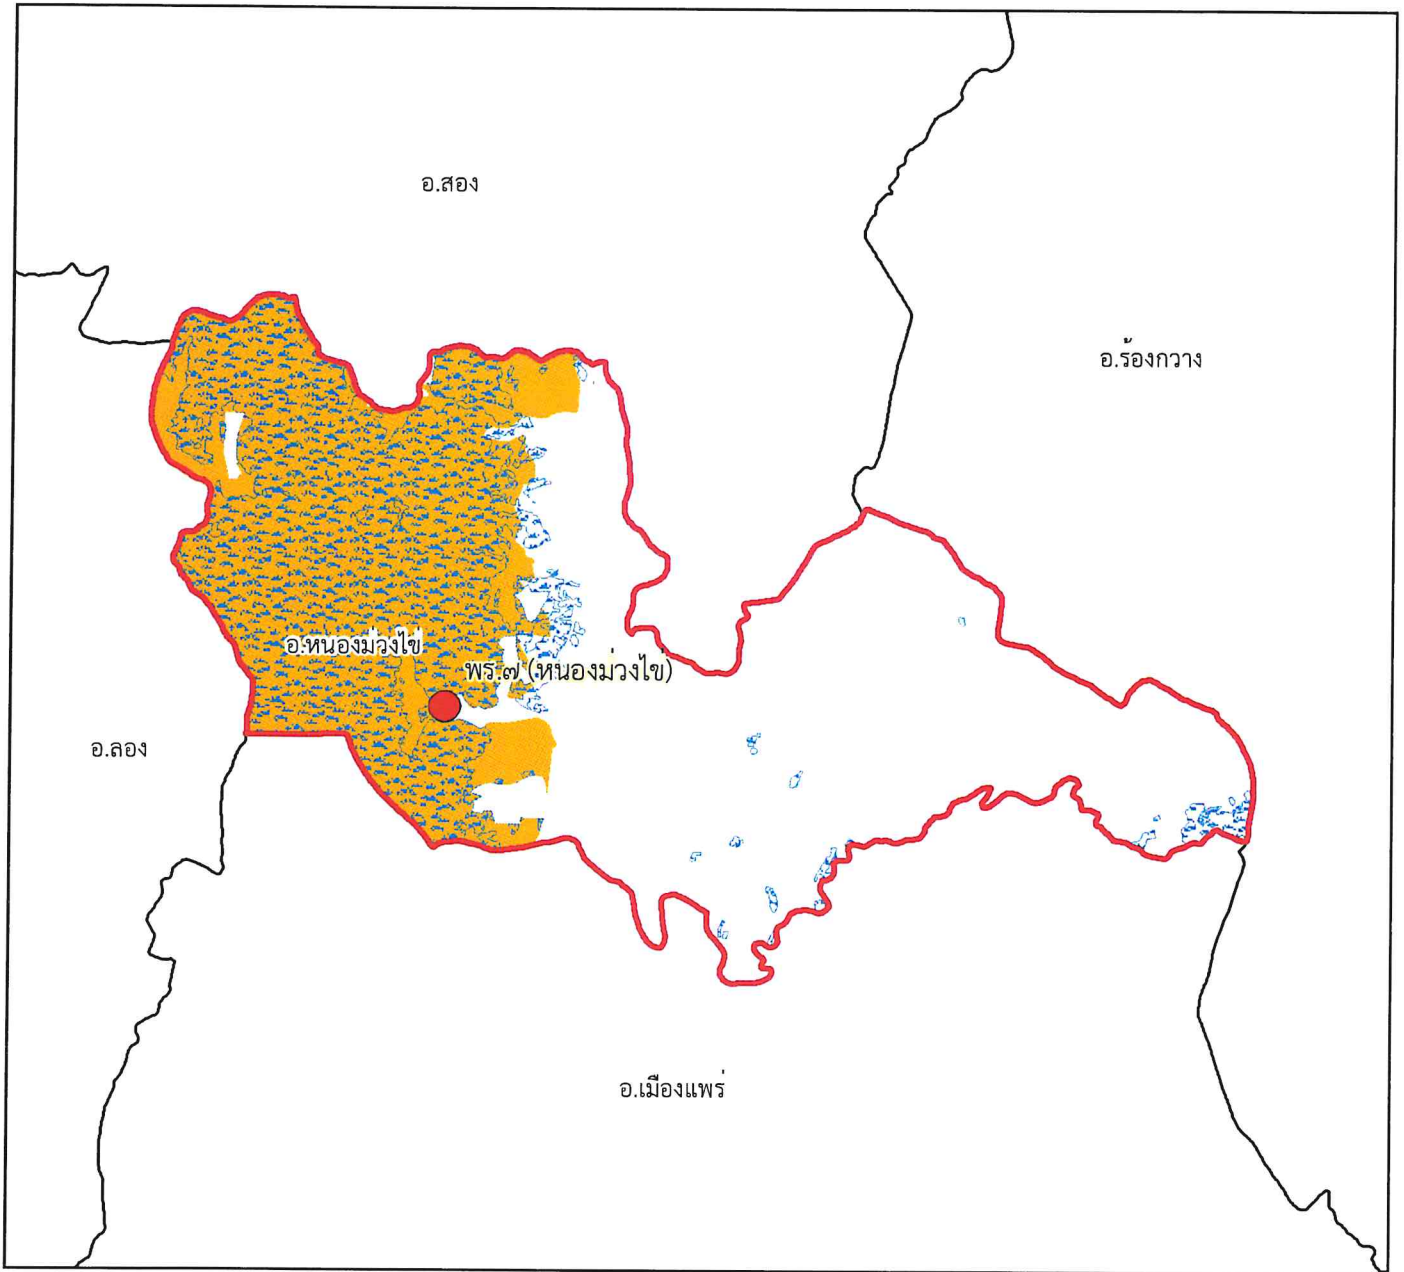 อ.สอง
อ.ร้องกวาง
อ.หนองม่วงไข่
พร.๗ (หนองม่วงไข่)
อ.ลอง
อ.เมืองแพร่